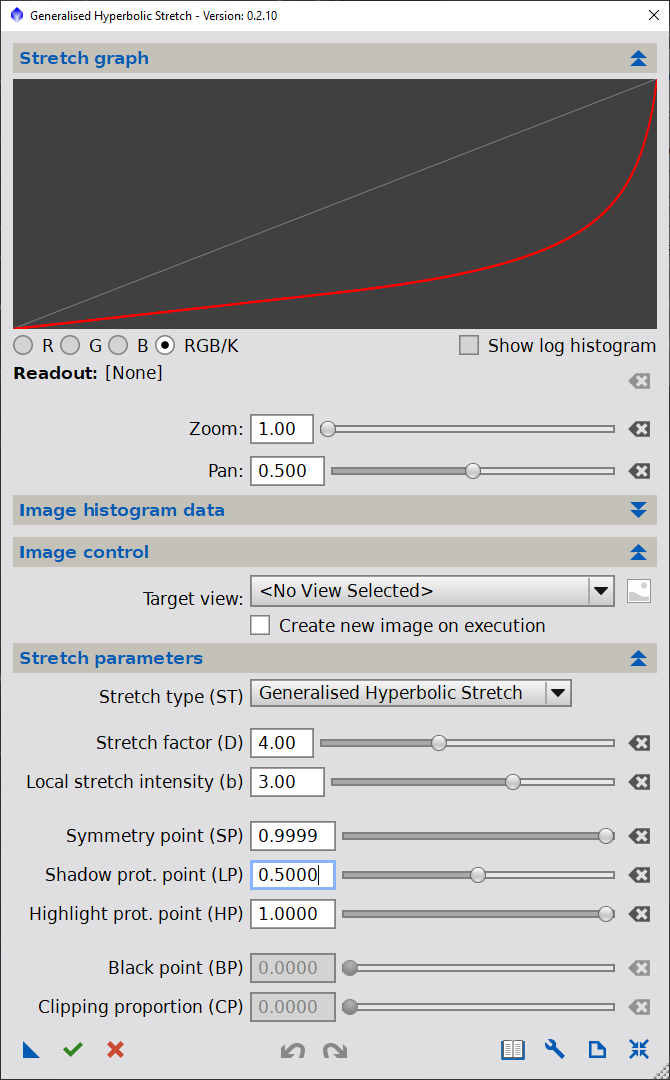 Generalised Hyperbolic Stretch - Version: 0.2.10
Stretch graph
R G B RGB/K Show log histogram
Readout: [None]
Zoom: 1.00
Pan: 0.500
Image histogram data
Image control
Target view: <No View Selected>
Create new image on execution
Stretch parameters
Stretch type (ST) Generalised Hyperbolic Stretch
Stretch factor (D) 4.00
Local stretch intensity (b) 3.00
Symmetry point (SP) 0.9999
Shadow prot. point (LP) 0.5000
Highlight prot. point (HP) 1.0000
Black point (BP) 0.0000
Clipping proportion (CP) 0.0000